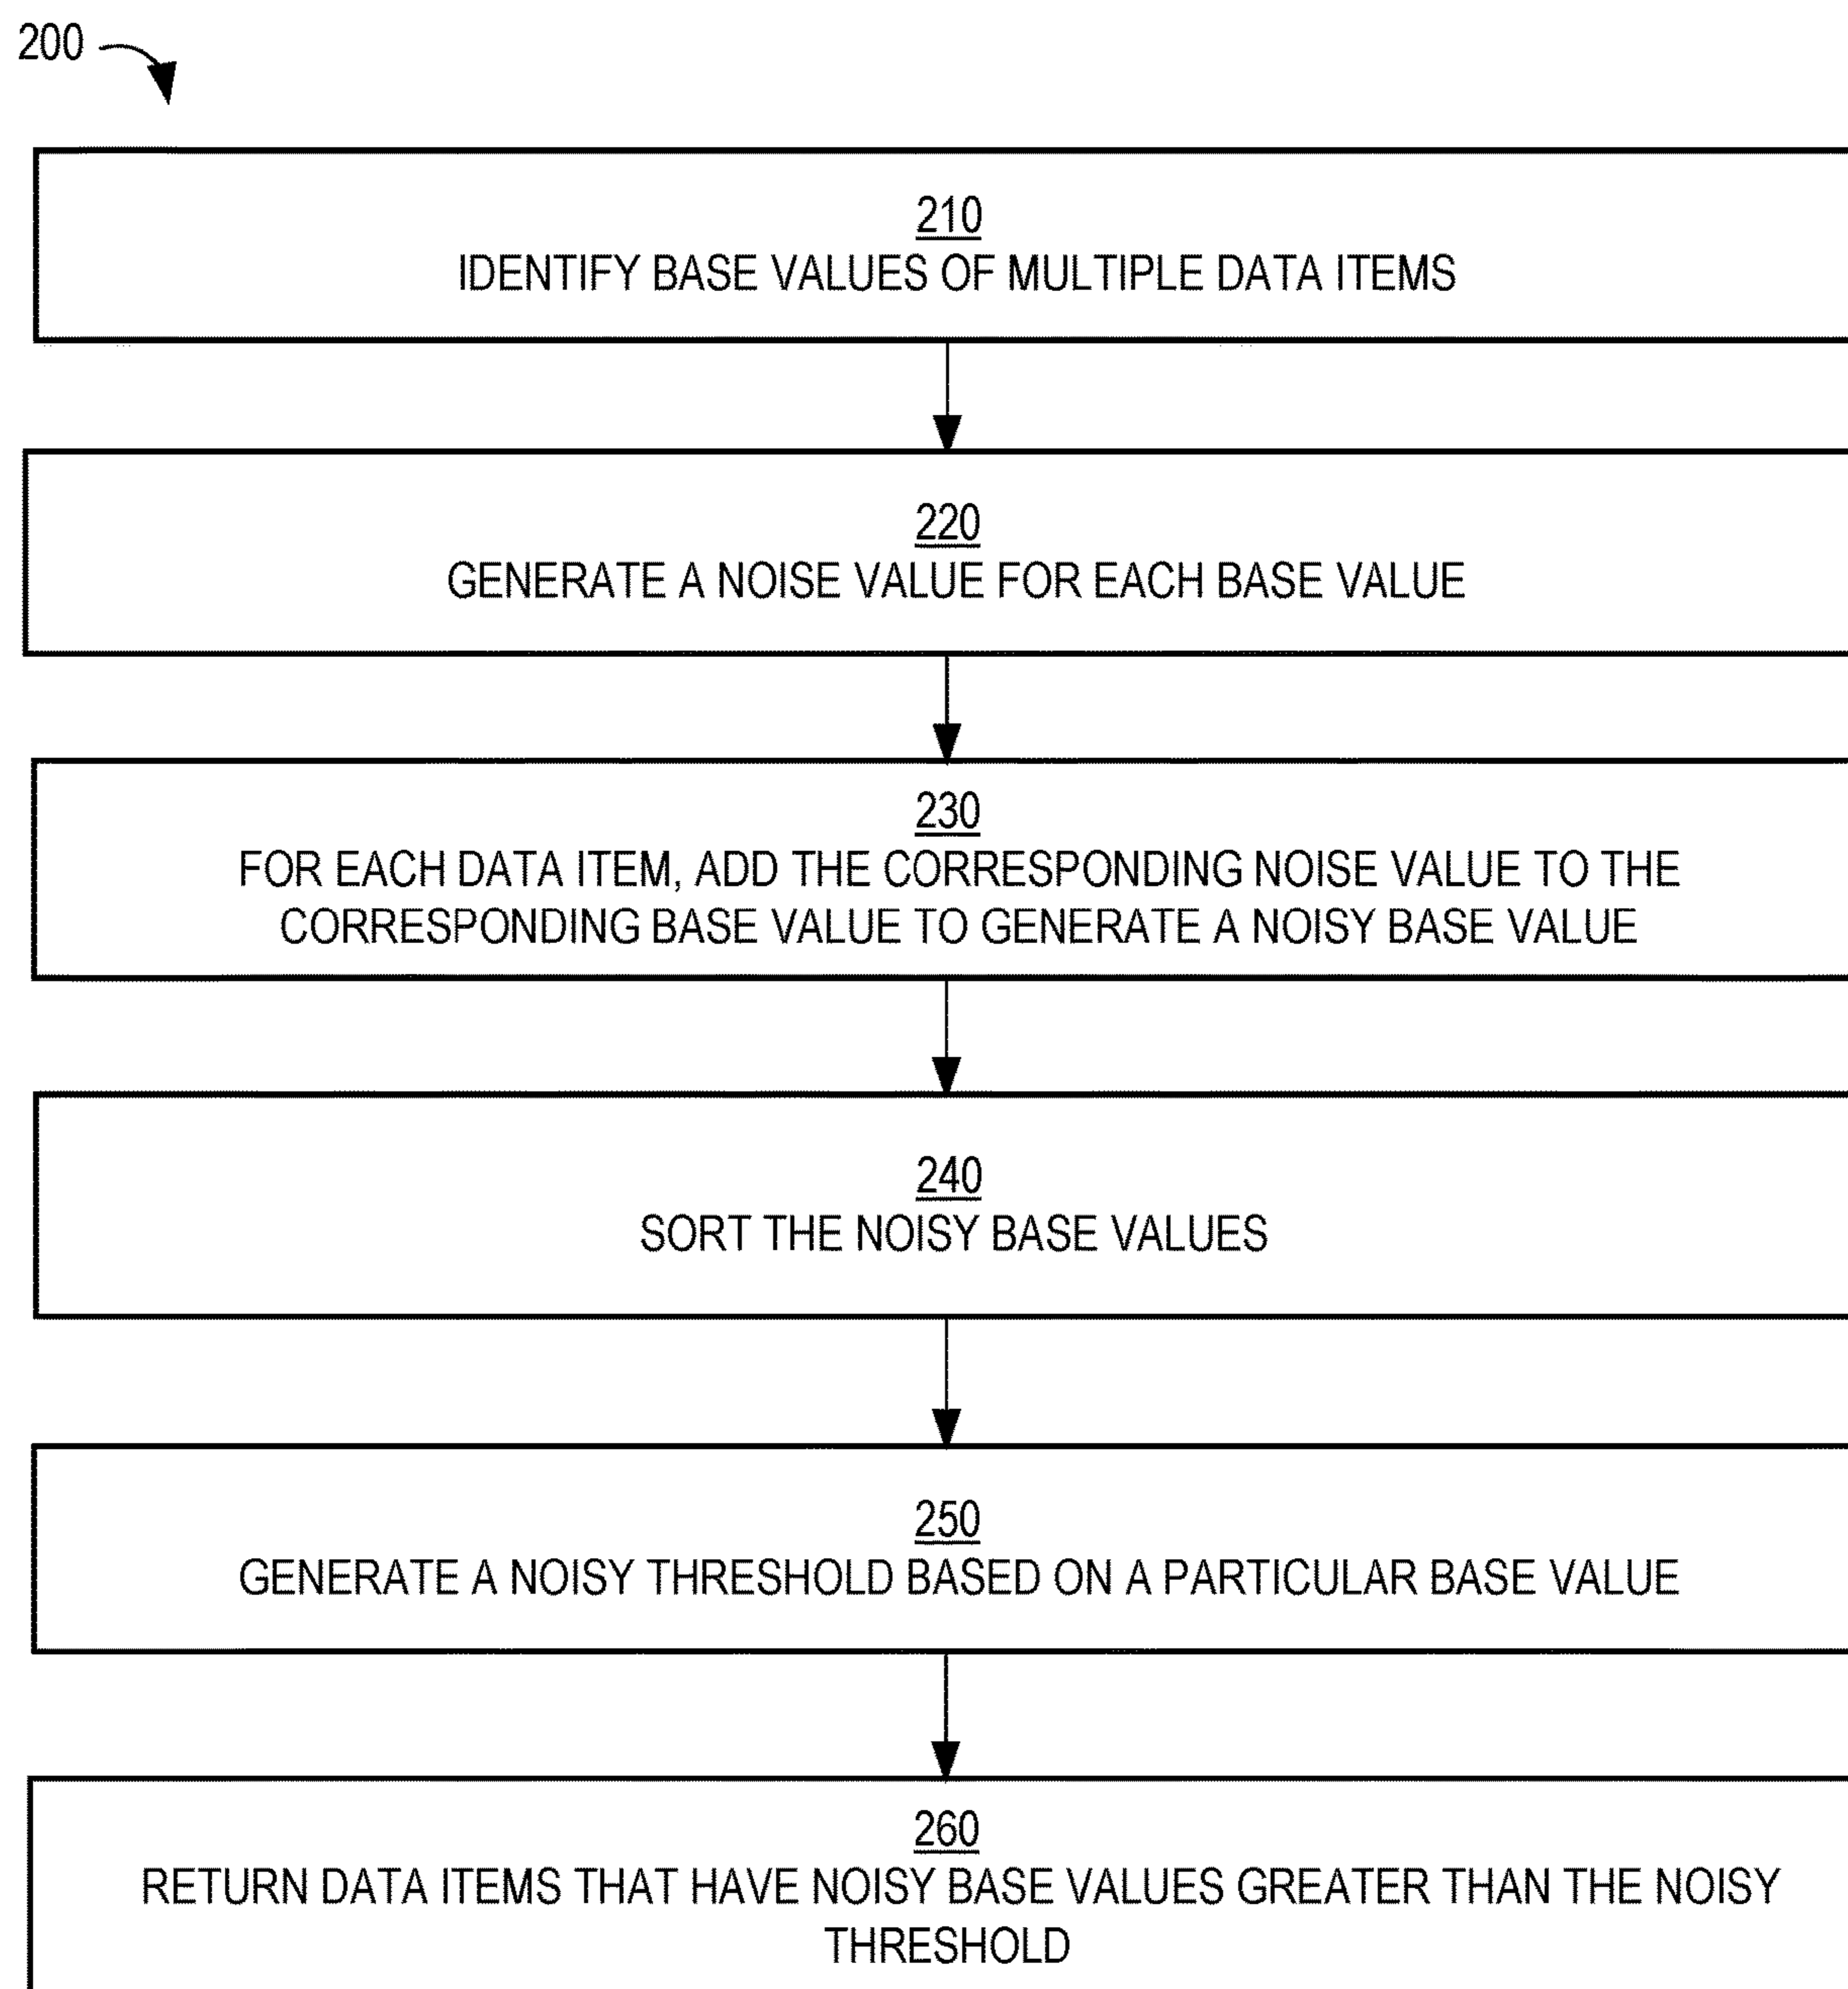 200
210
IDENTIFY BASE VALUES OF MULTIPLE DATA ITEMS
220
GENERATE A NOISE VALUE FOR EACH BASE VALUE
230
FOR EACH DATA ITEM, ADD THE CORRESPONDING NOISE VALUE TO THE
CORRESPONDING BASE VALUE TO GENERATE A NOISY BASE VALUE
240
SORT THE NOISY BASE VALUES
250
GENERATE A NOISY THRESHOLD BASED ON A PARTICULAR BASE VALUE
260
RETURN DATA ITEMS THAT HAVE NOISY BASE VALUES GREATER THAN THE NOISY
THRESHOLD